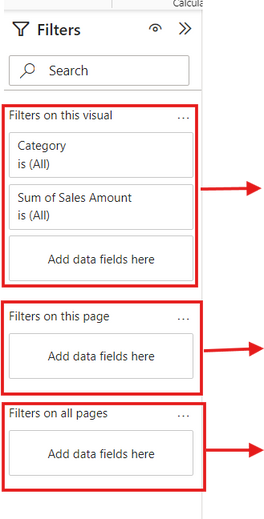 Calcula
Filters
Search
Filters on this visual
Category
is (All)
Sum of Sales Amount
is (All)
Add data fields here
Filters on this page
Add data fields here
Filters on all pages
Add data fields here